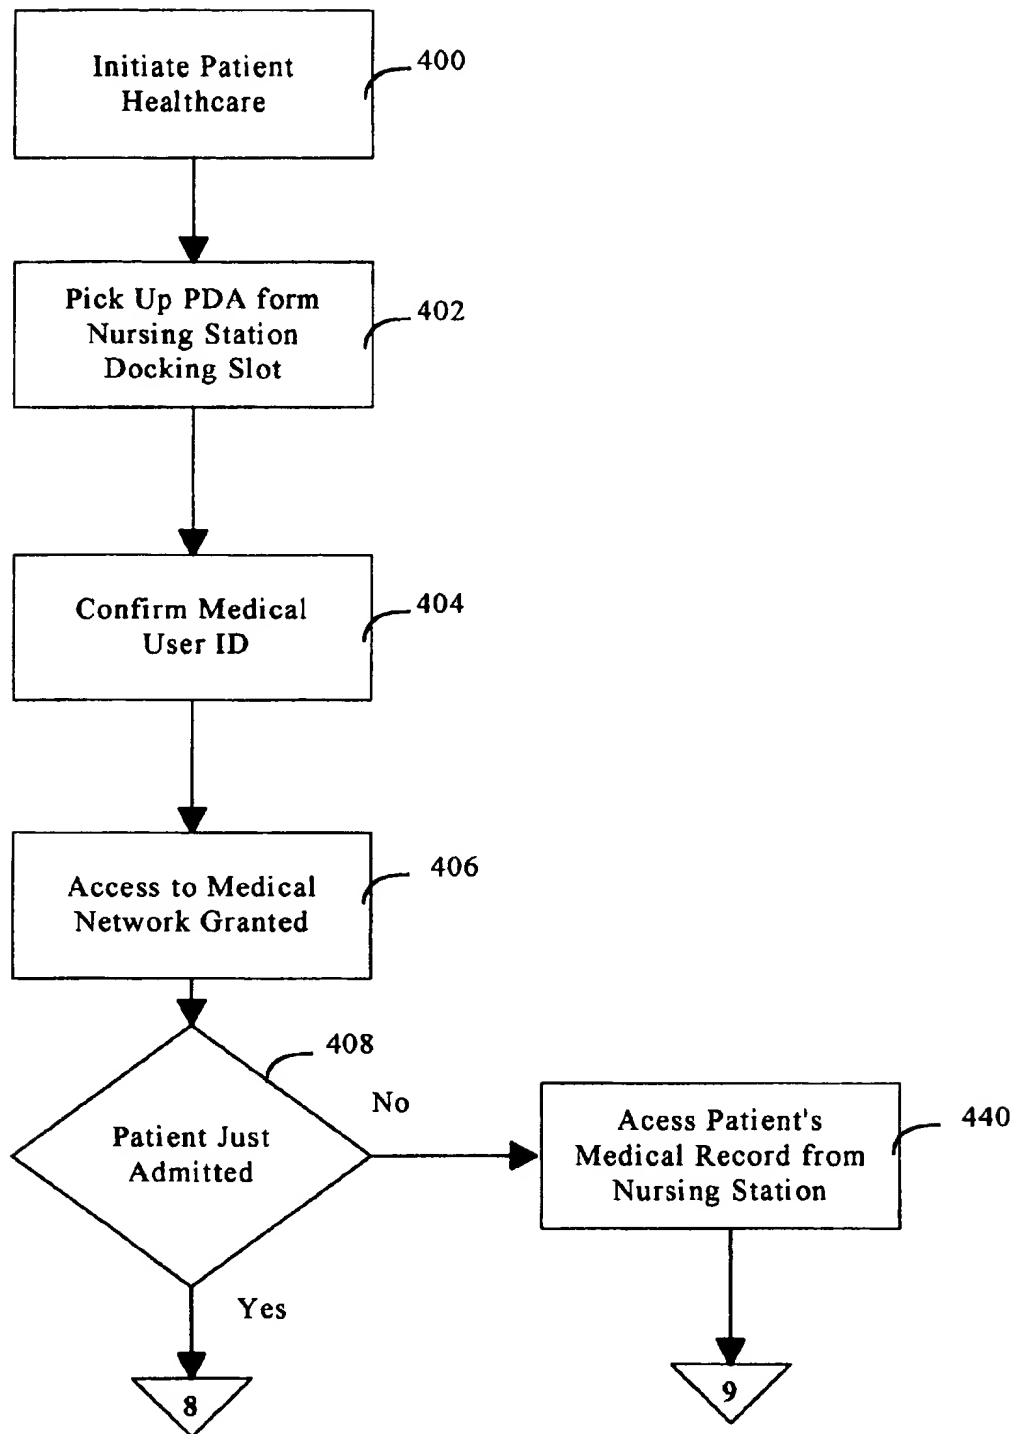 Initiate Patient
Healthcare
400
Pick Up PDA form
Nursing Station
Docking Slot
402
Confirm Medical
User ID
404
Access to Medical
Network Granted
406
408
Patient Just
Admitted
No
Acess Patient's
Medical Record from
Nursing Station
440
Yes
8
9